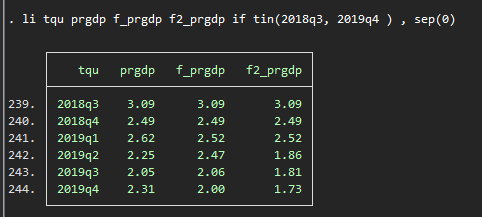 . li tqu prgdp f_prgdp f2_prgdp if tin(2018q3, 2019q4 ) , sep(0)
tqu prgdp f_prgdp f2_prgdp
239. 2018q3 3.09 3.09 3.09
240. 2018q4 2.49 2.49 2.49
241. 2019q1 2.62 2.52 2.52
242. 2019q2 2.25 2.47 1.86
243. 2019q3 2.05 2.06 1.81
244. 2019q4 2.31 2.00 1.73